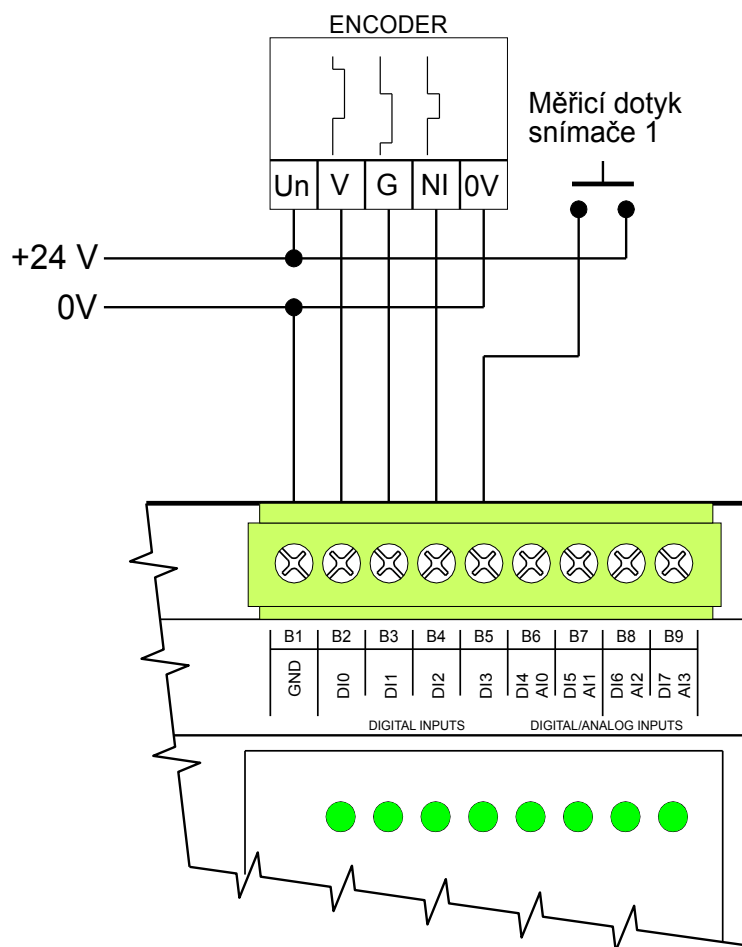 ENCODER
Měřicí dotyk
snímače 1
Un V G NI 0V
+24 V
0V
B1 B2 B3 B4 B5 B6 B7 B8 B9
GND DI0 DI1 DI2 DI3 DI4 AI0 DI5 AI1 DI6 AI2 DI7 AI3
DIGITAL INPUTS DIGITAL/ANALOG INPUTS